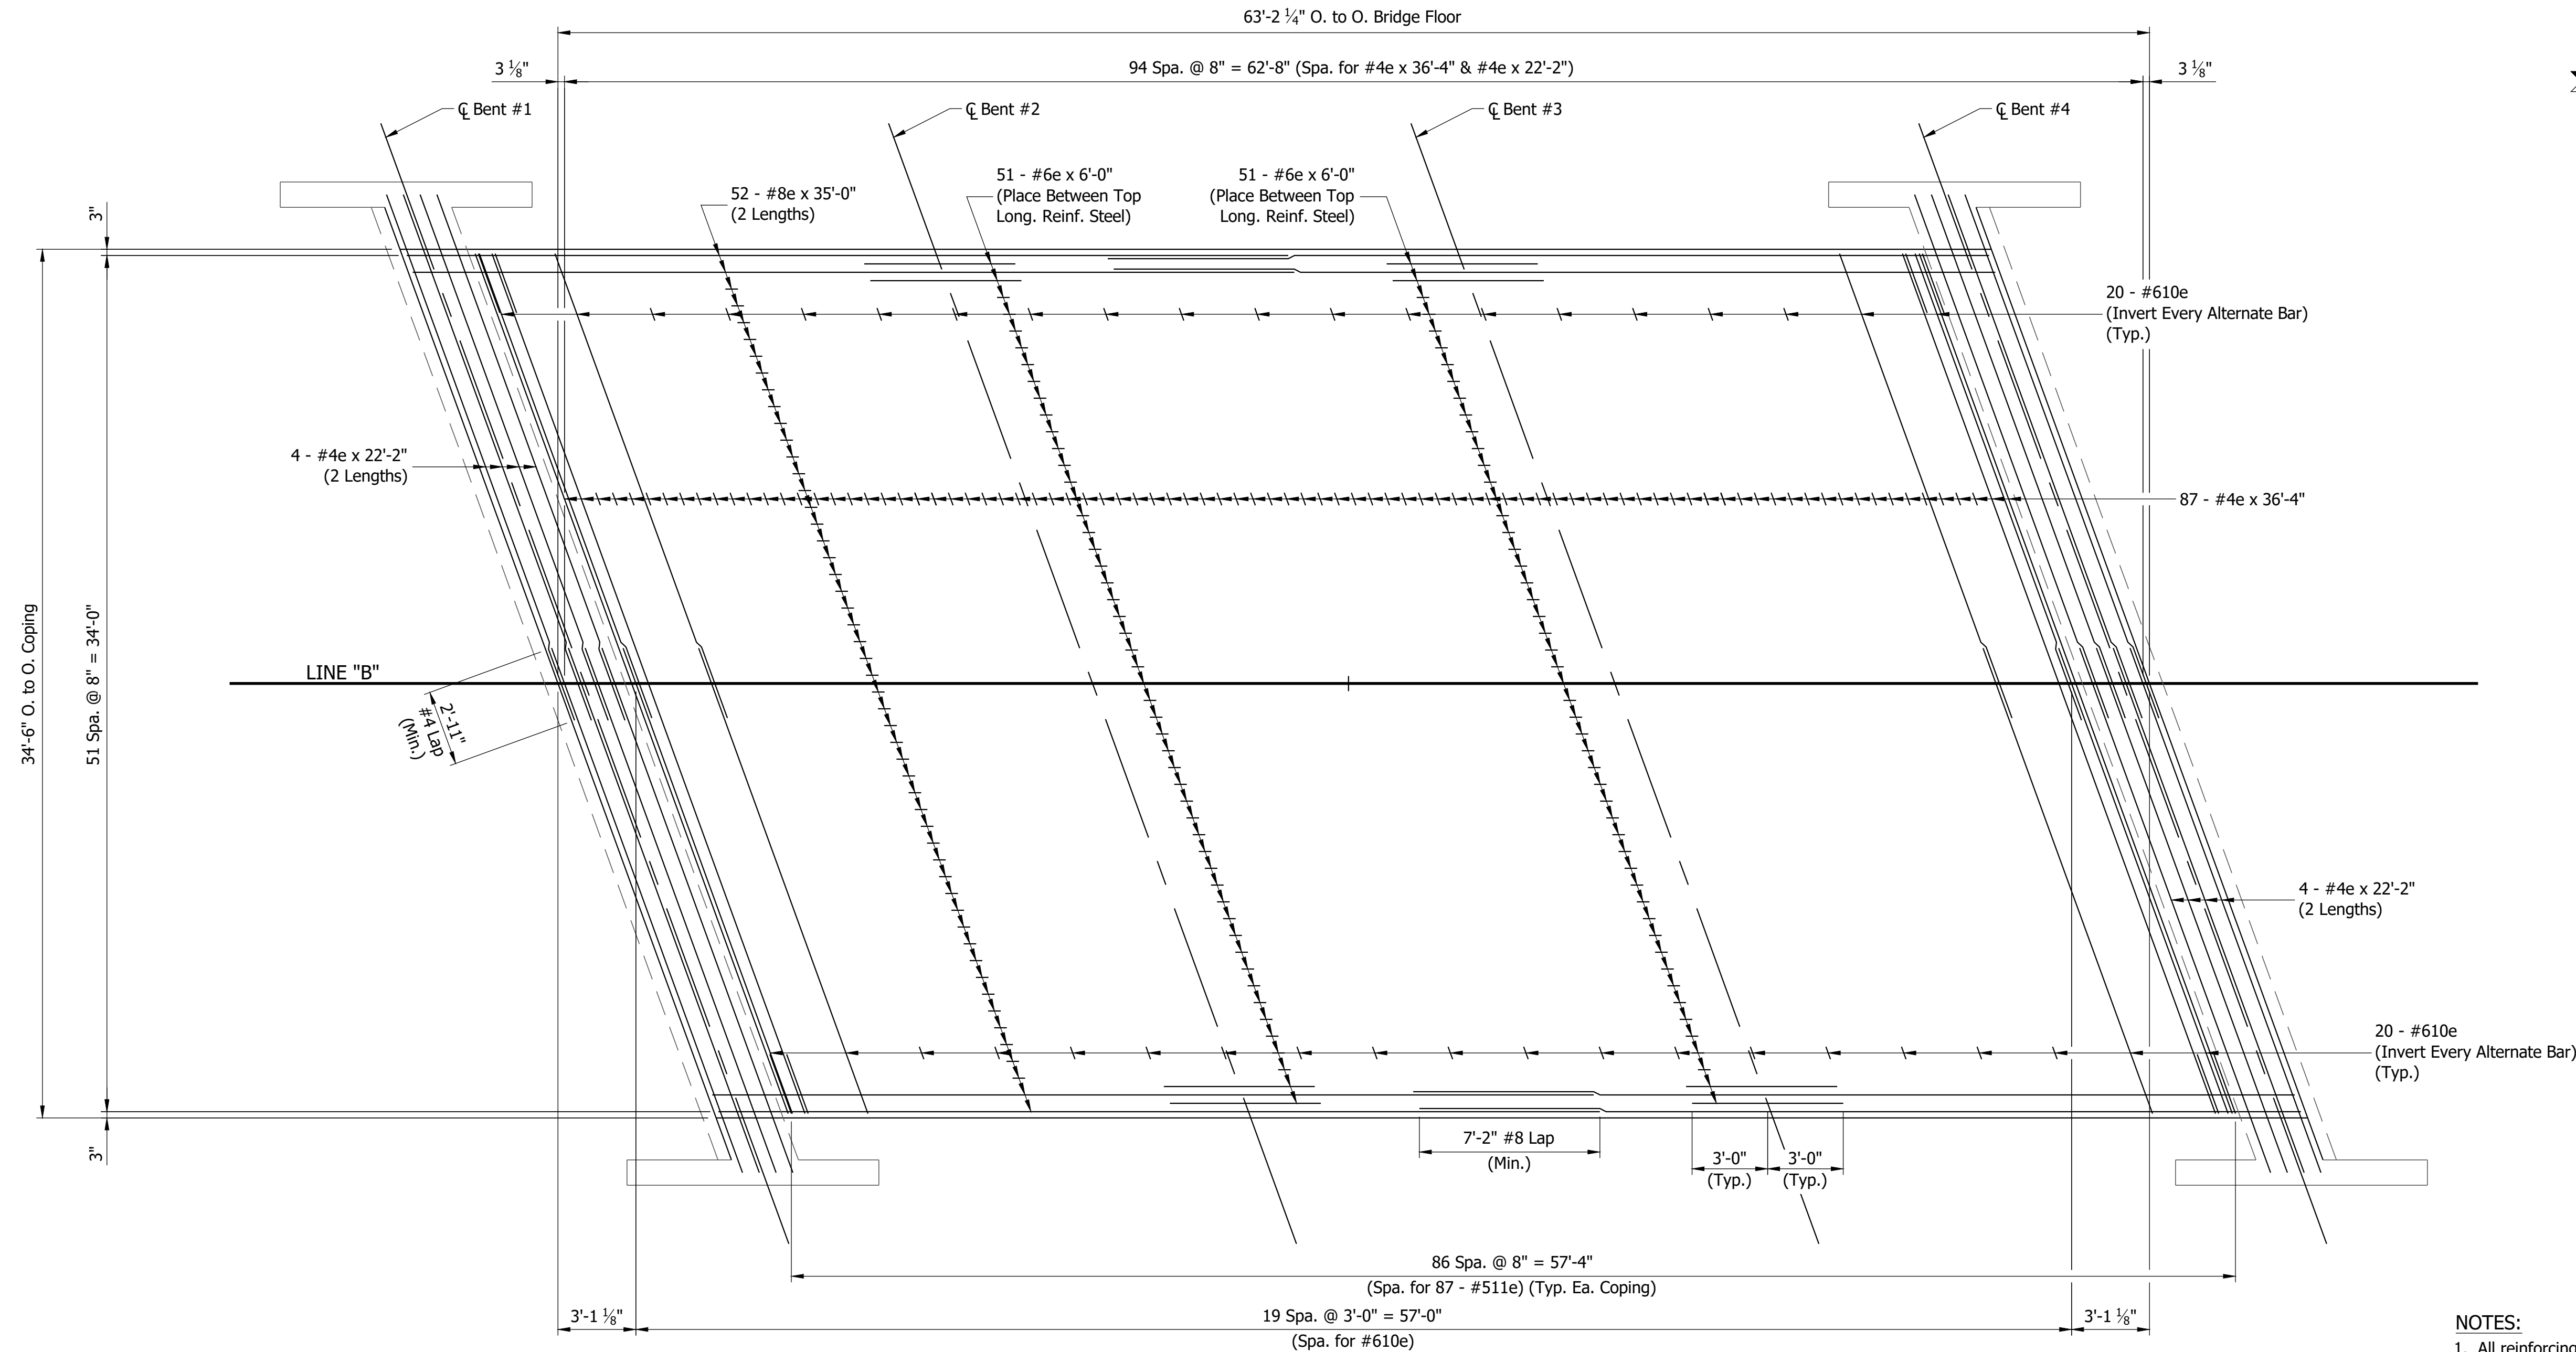 63'-2 ¼" O. to O. Bridge Floor
3 ⅛"
94 Spa. @ 8" = 62'-8" (Spa. for #4e x 36'-4" & #4e x 22'-2")
3 ⅛"
℄ Bent #1
℄ Bent #2
℄ Bent #3
℄ Bent #4
52 - #8e x 35'-0"
(2 Lengths)
51 - #6e x 6'-0"
(Place Between Top
Long. Reinf. Steel)
51 - #6e x 6'-0"
(Place Between Top
Long. Reinf. Steel)
3"
20 - #610e
(Invert Every Alternate Bar)
(Typ.)
4 - #4e x 22'-2"
(2 Lengths)
87 - #4e x 36'-4"
34'-6" O. to O. Coping
51 Spa. @ 8" = 34'-0"
LINE "B"
2'-11"
#4 Lap
(Min.)
4 - #4e x 22'-2"
(2 Lengths)
20 - #610e
(Invert Every Alternate Bar)
(Typ.)
3"
7'-2" #8 Lap
(Min.)
3'-0"
(Typ.)
3'-0"
(Typ.)
86 Spa. @ 8" = 57'-4"
(Spa. for 87 - #511e) (Typ. Ea. Coping)
3'-1 ⅛"
19 Spa. @ 3'-0" = 57'-0"
(Spa. for #610e)
3'-1 ⅛"
NOTES:
1. All reinforcing